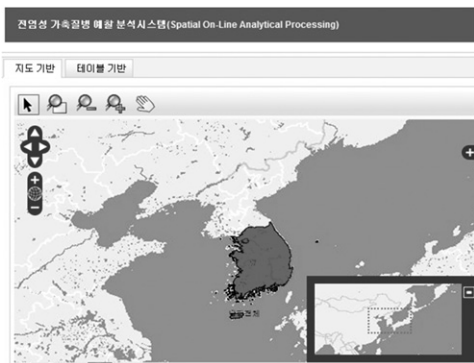 전염성 가축질병 예찰 분석시스템(Spatial On-Line Analytical Processing)
지도 기반 테이블 기반